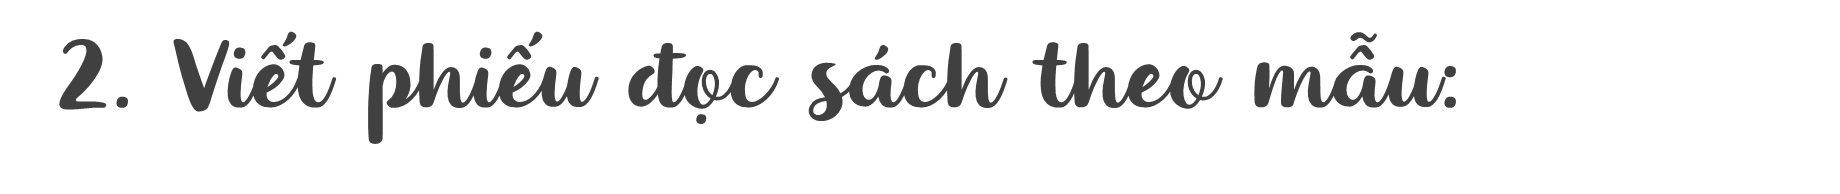 2. Viết phiếu đọc sách theo mẫu: